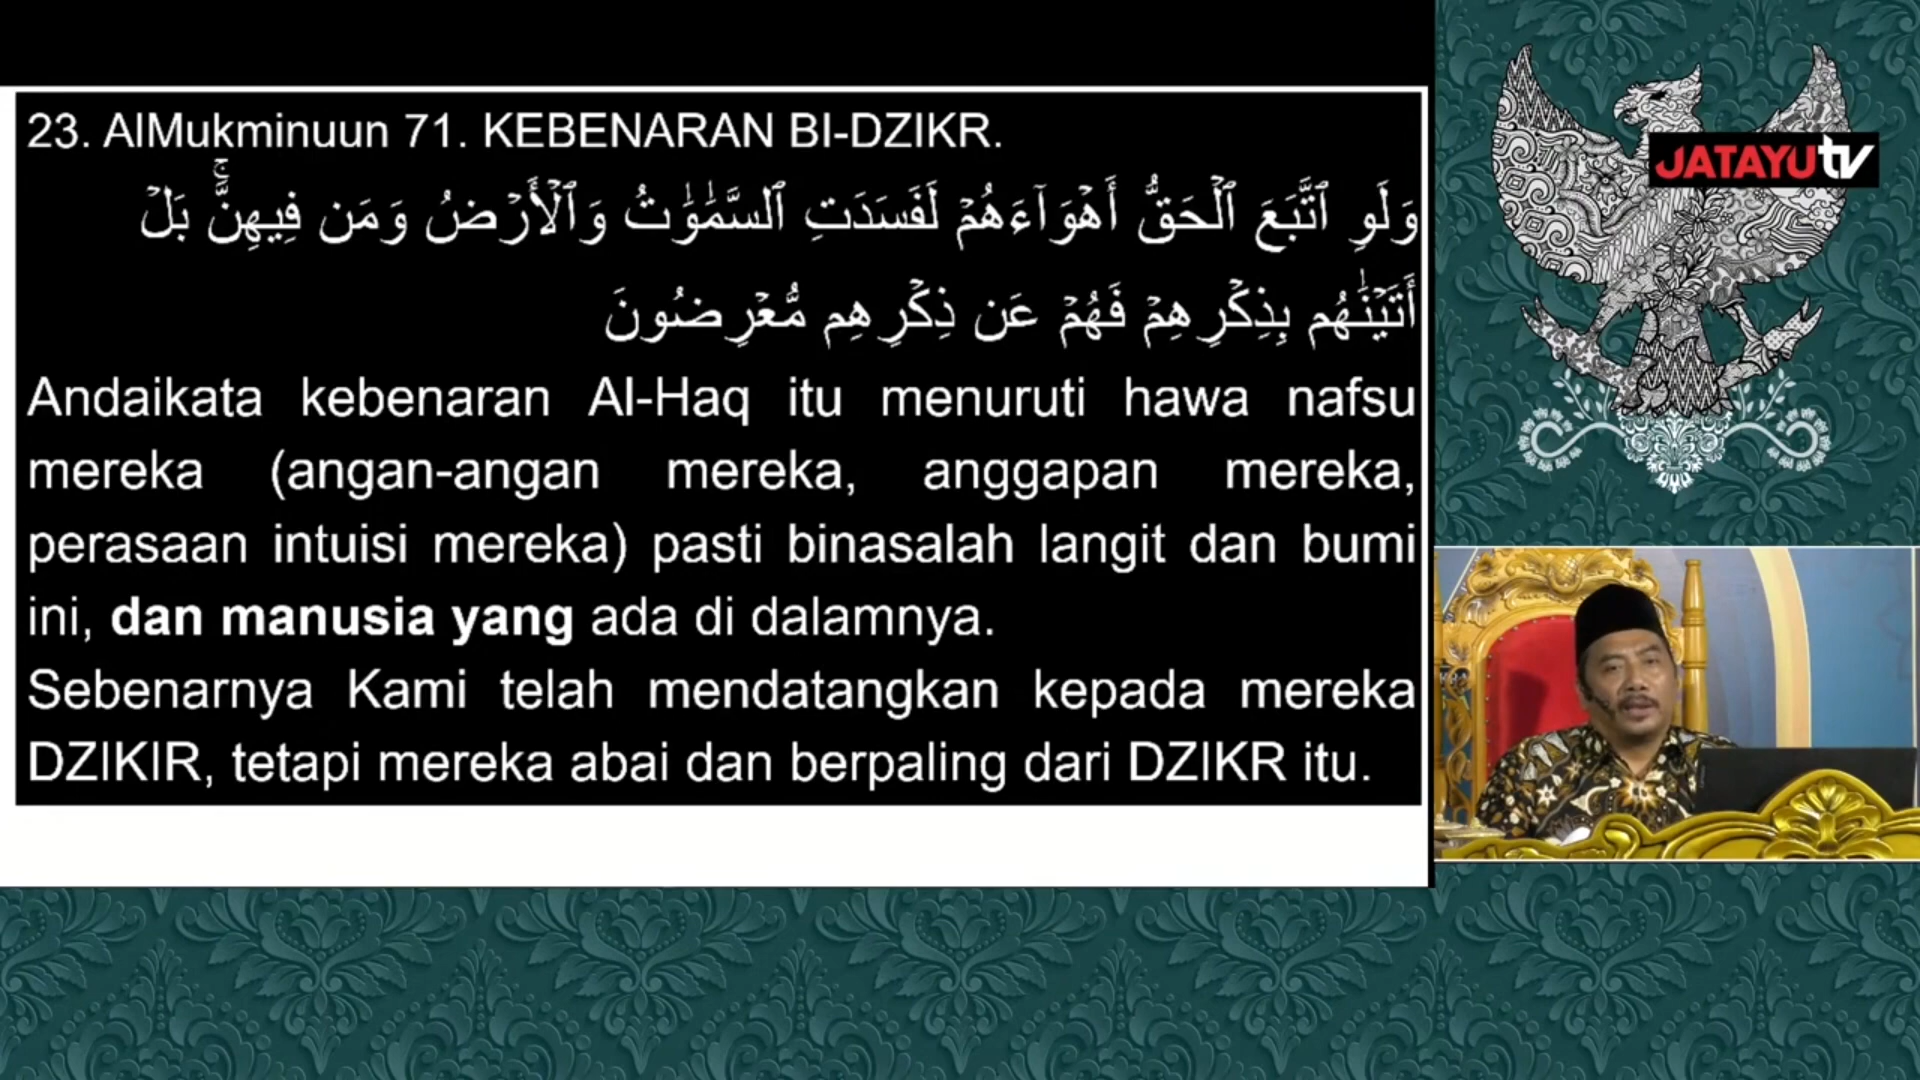 23. AlMukminuun 71. KEBENARAN BI-DZIKR.
وَلَوِ ٱتَّبَعَ ٱلۡحَقُّ أَهۡوَآءَهُمۡ لَفَسَدَتِ ٱلسَّمَٰوَٰتُ وَٱلۡأَرۡضُ وَمَن فِيهِنَّۚ بَلۡ
أَتَيۡنَٰهُم بِذِكۡرِهِمۡ فَهُمۡ عَن ذِكۡرِهِم مُّعۡرِضُونَ
Andaikata kebenaran Al-Haq itu menuruti hawa nafsu
mereka (angan-angan mereka, anggapan mereka,
perasaan intuisi mereka) pasti binasalah langit dan bumi
ini, dan manusia yang ada di dalamnya.
Sebenarnya Kami telah mendatangkan kepada mereka
DZIKIR, tetapi mereka abai dan berpaling dari DZIKR itu.
JATAYUtv